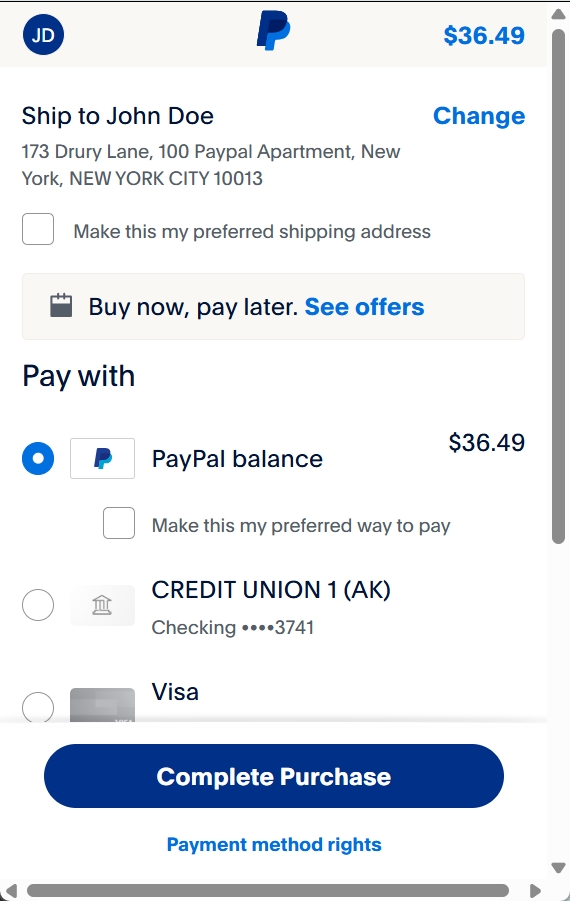 JD
$36.49
Ship to John Doe
Change
173 Drury Lane, 100 Paypal Apartment, New
York, NEW YORK CITY 10013
Make this my preferred shipping address
Buy now, pay later. See offers
Pay with
PayPal balance
$36.49
Make this my preferred way to pay
CREDIT UNION 1 (AK)
Checking ••••3741
Visa
Complete Purchase
Payment method rights